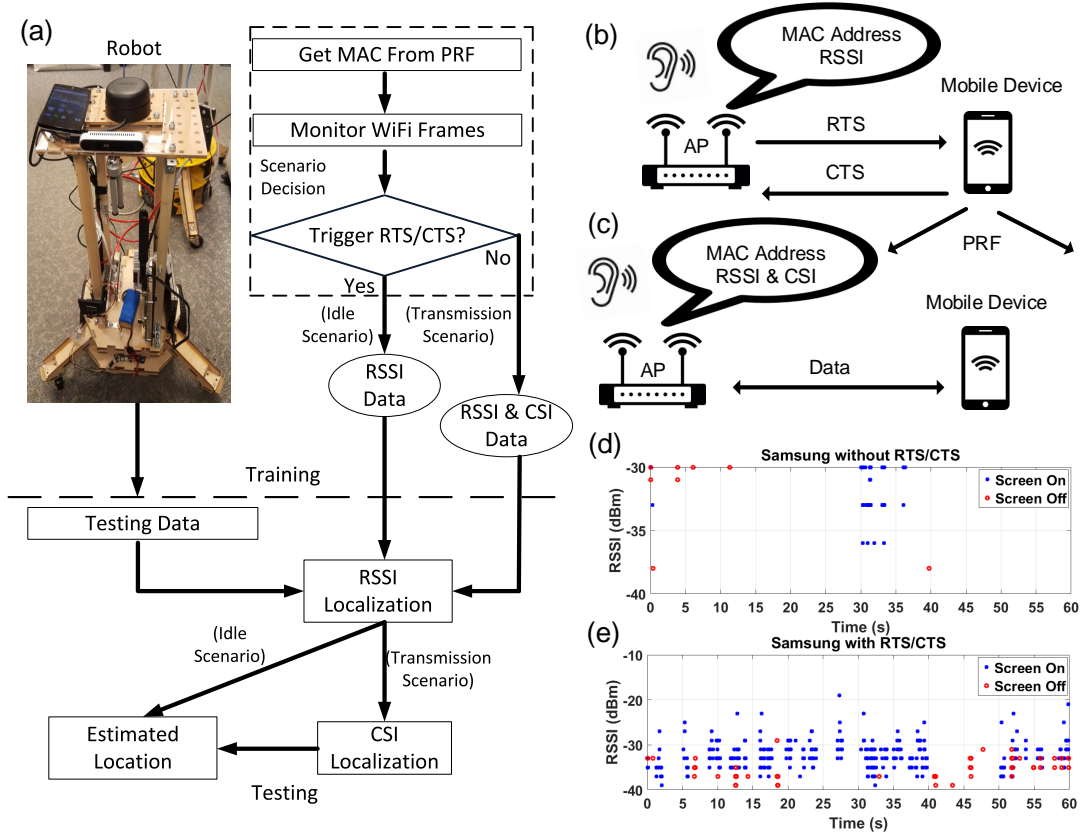 (a)
Robot
Get MAC From PRF
Monitor WiFi Frames
Scenario
Decision
Trigger RTS/CTS?
No
Yes
(Idle
Scenario)
(Transmission
Scenario)
RSSI
Data
RSSI & CSI
Data
Training
Testing Data
RSSI
Localization
(Idle
Scenario)
(Transmission
Scenario)
Estimated
Location
CSI
Localization
Testing
(b)
MAC Address
RSSI
Mobile Device
AP
RTS
CTS
PRF
(c)
MAC Address
RSSI & CSI
Mobile Device
AP
Data
(d)
Samsung without RTS/CTS
RSSI (dBm)
-30
-35
-40
Screen On
Screen Off
0 5 10 15 20 25 30 35 40 45 50 55 60
Time (s)
(e)
Samsung with RTS/CTS
RSSI (dBm)
-10
-20
-30
-40
Screen On
Screen Off
0 5 10 15 20 25 30 35 40 45 50 55 60
Time (s)